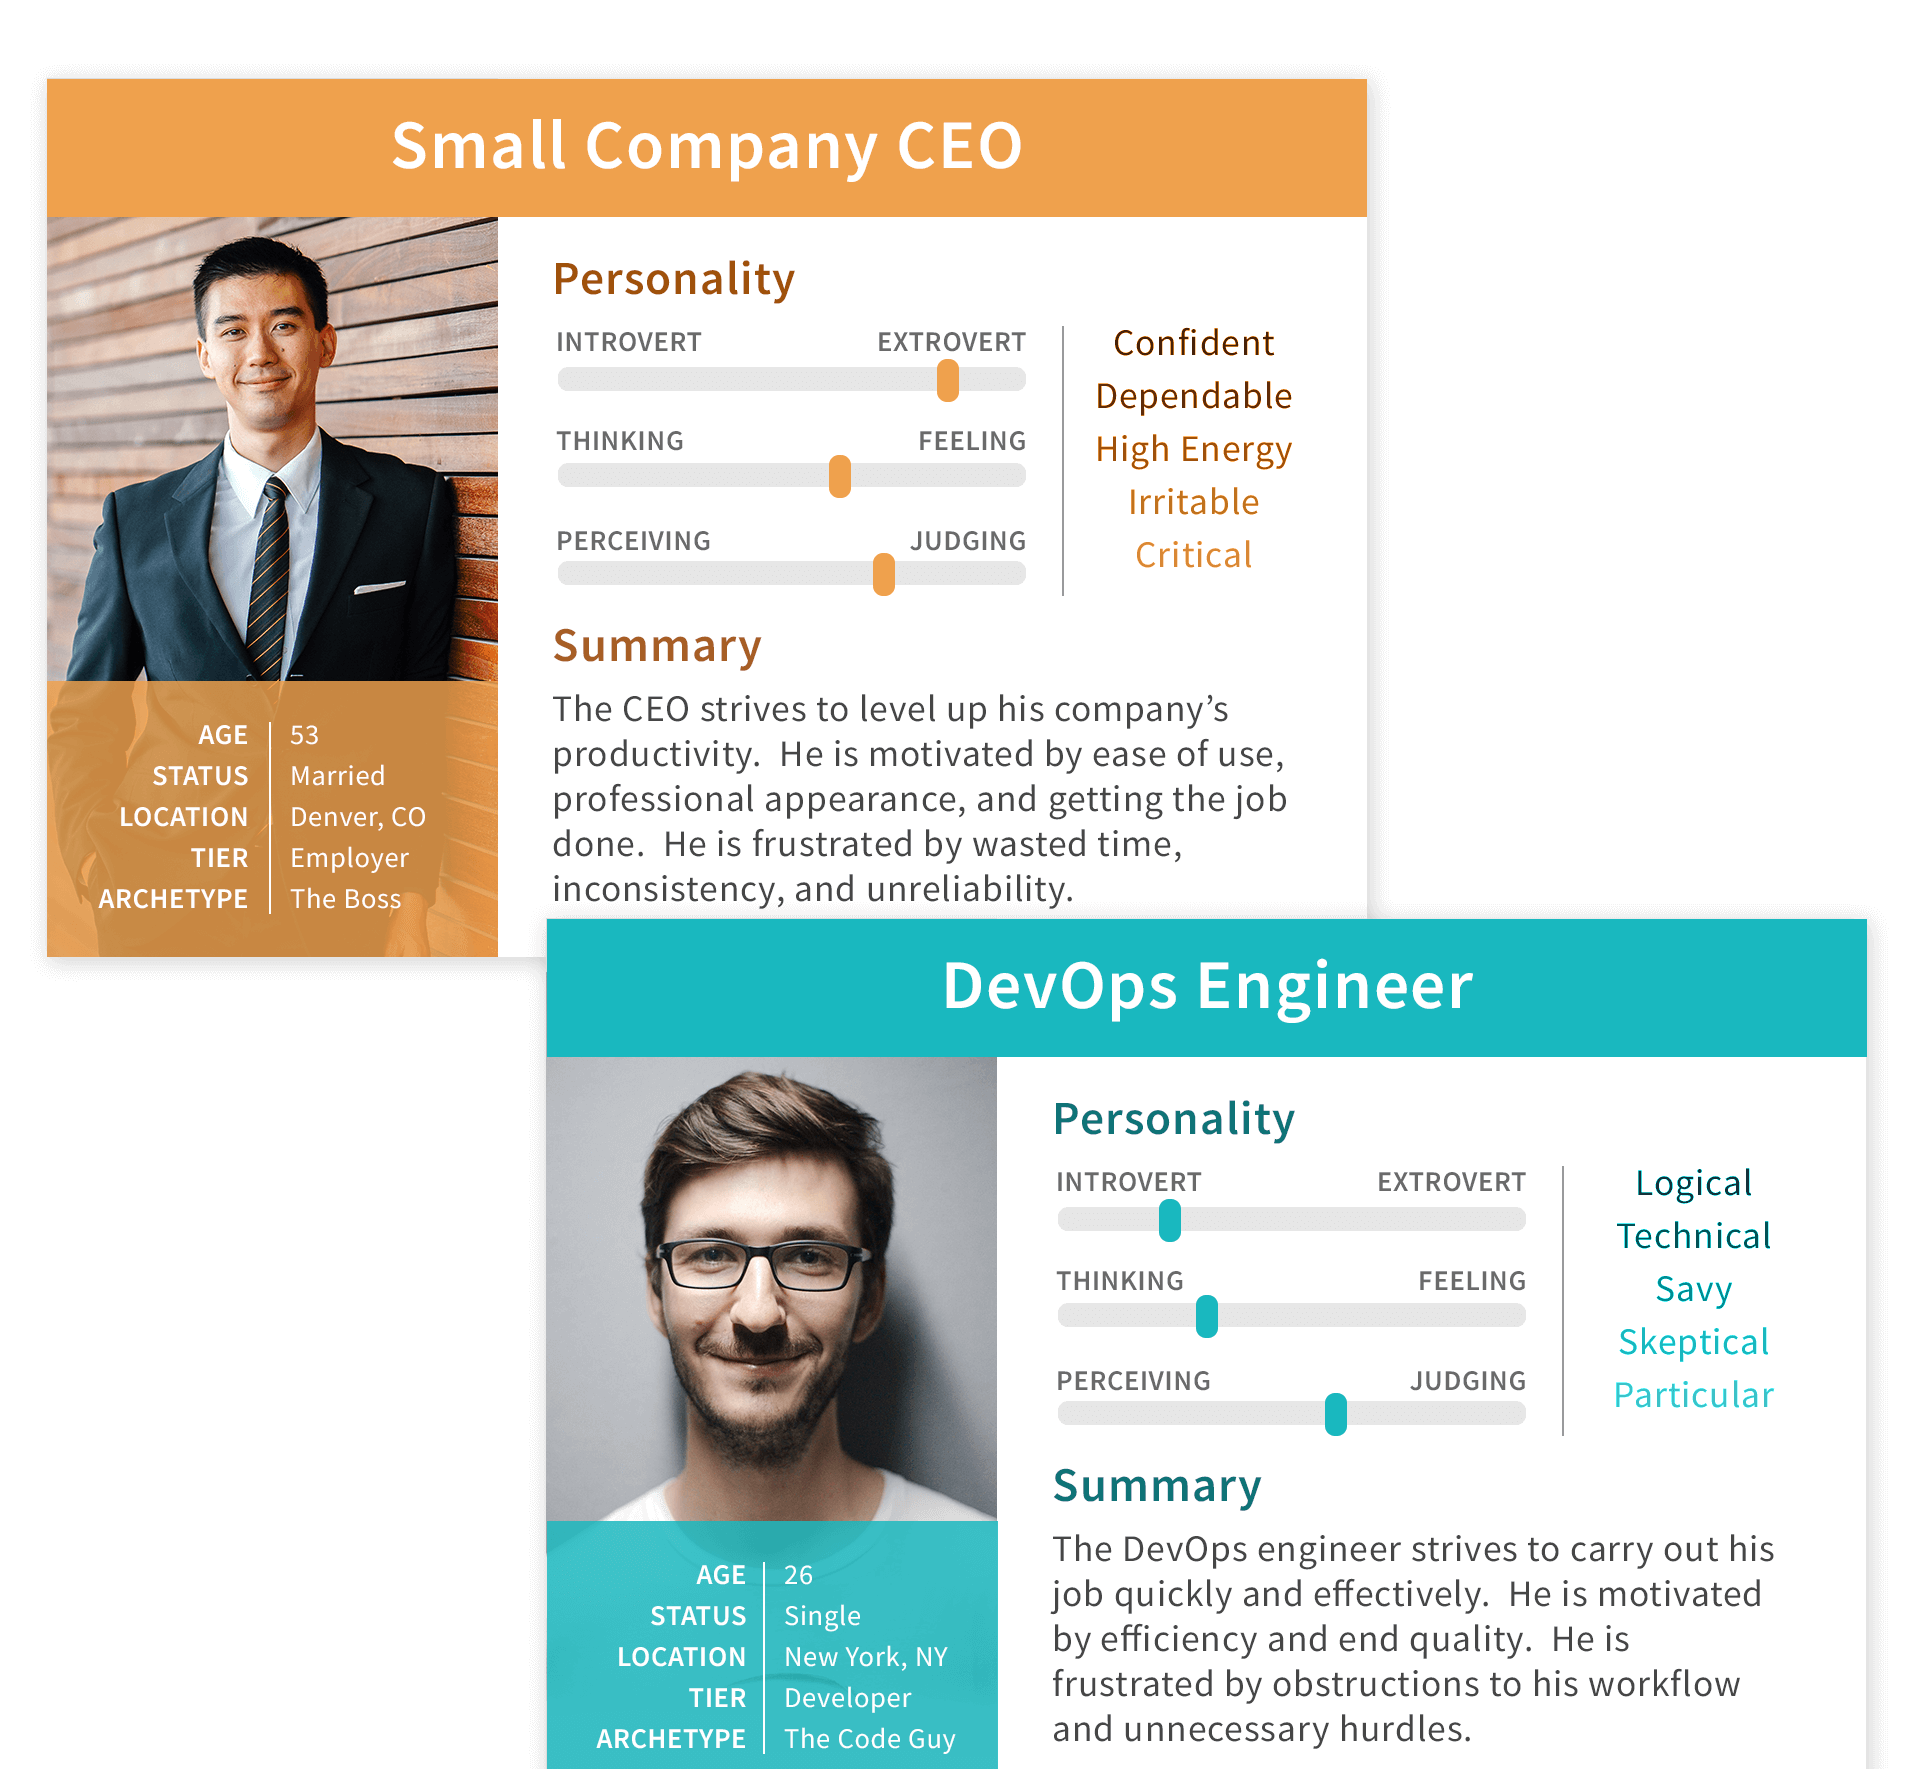 Small Company CEO
Personality
INTROVERT EXTROVERT
THINKING FEELING
PERCEIVING JUDGING
Confident
Dependable
High Energy
Irritable
Critical
Summary
The CEO strives to level up his company’s
productivity.  He is motivated by ease of use,
professional appearance, and getting the job
done.  He is frustrated by wasted time,
inconsistency, and unreliability.
AGE 53
STATUS Married
LOCATION Denver, CO
TIER Employer
ARCHETYPE The Boss
DevOps Engineer
Personality
INTROVERT EXTROVERT
THINKING FEELING
PERCEIVING JUDGING
Logical
Technical
Savy
Skeptical
Particular
Summary
The DevOps engineer strives to carry out his
job quickly and effectively.  He is motivated
by efficiency and end quality.  He is
frustrated by obstructions to his workflow
and unnecessary hurdles.
AGE 26
STATUS Single
LOCATION New York, NY
TIER Developer
ARCHETYPE The Code Guy